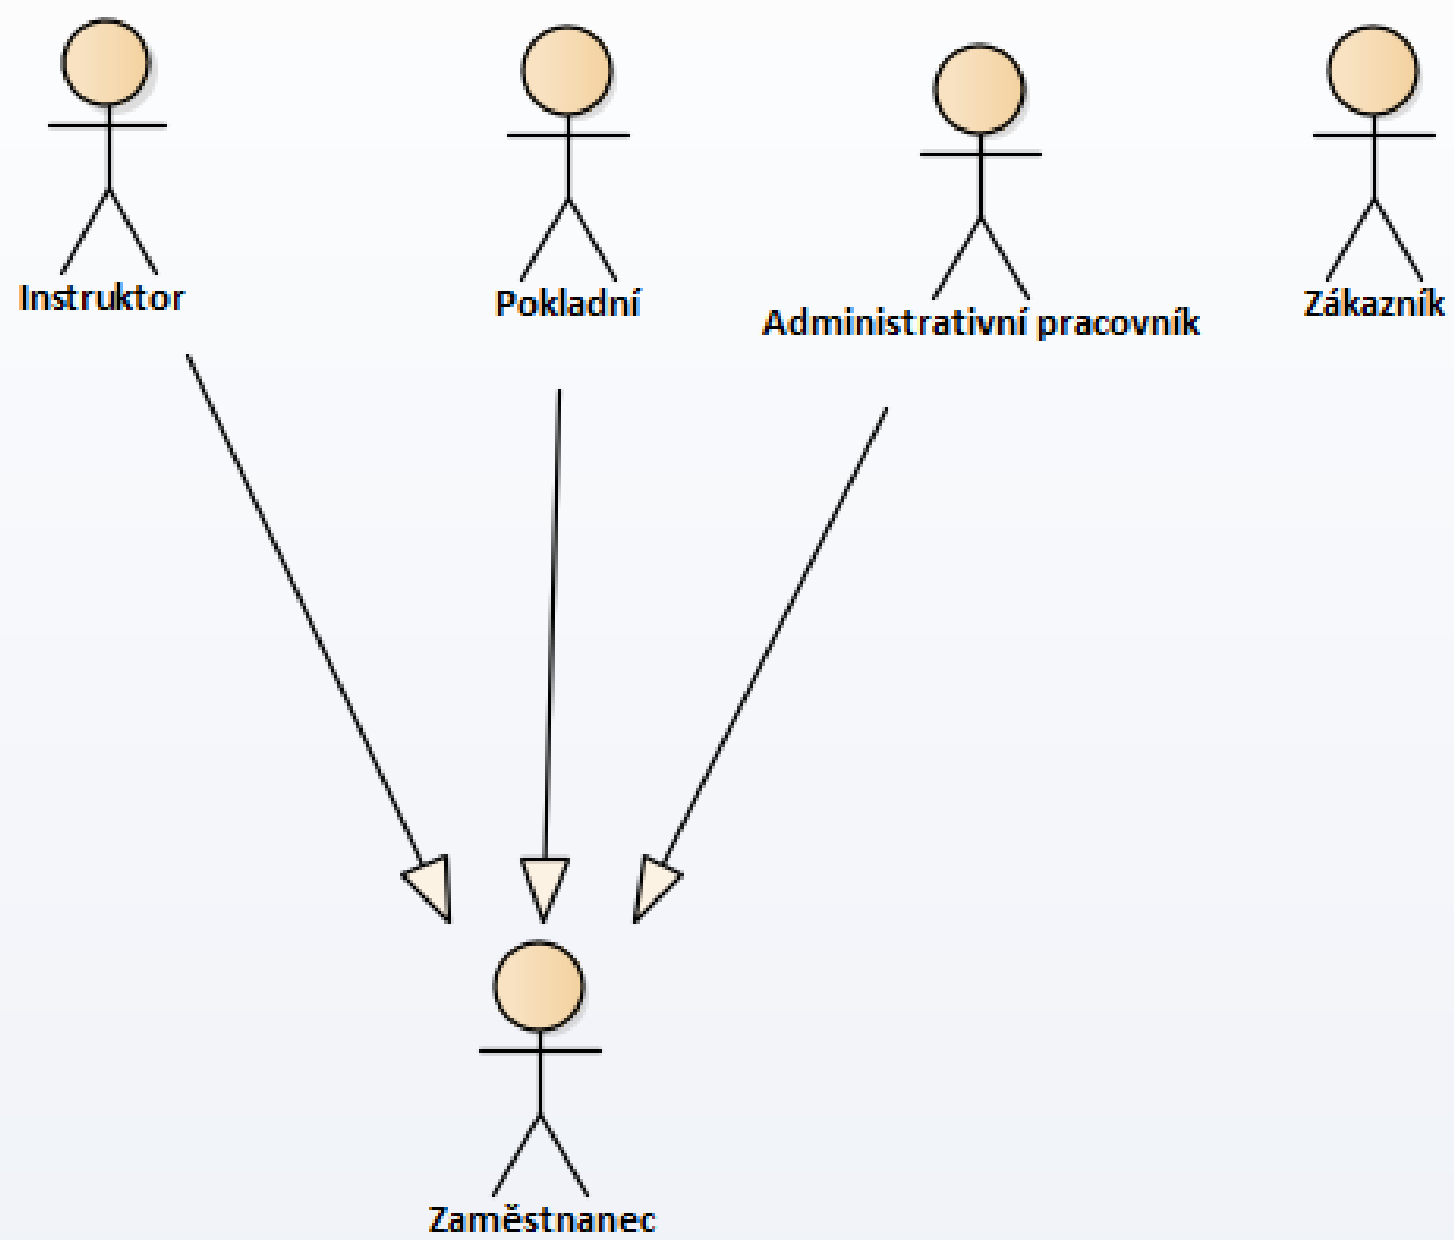 Instruktor
Pokladní
Administrativní pracovník
Zákazník
Zaměstnanec